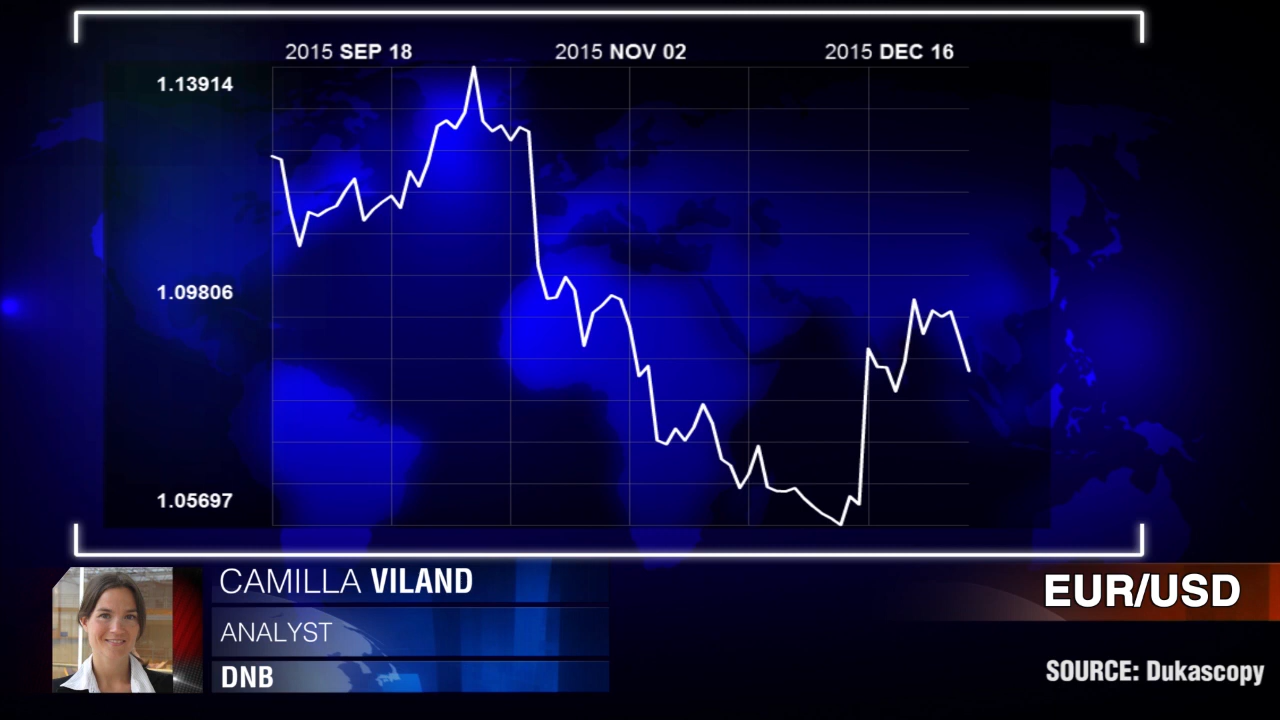 2015 SEP 18 2015 NOV 02 2015 DEC 16
1.13914
1.09806
1.05697
CAMILLA VILAND
ANALYST
DNB
EUR/USD
SOURCE: Dukascopy